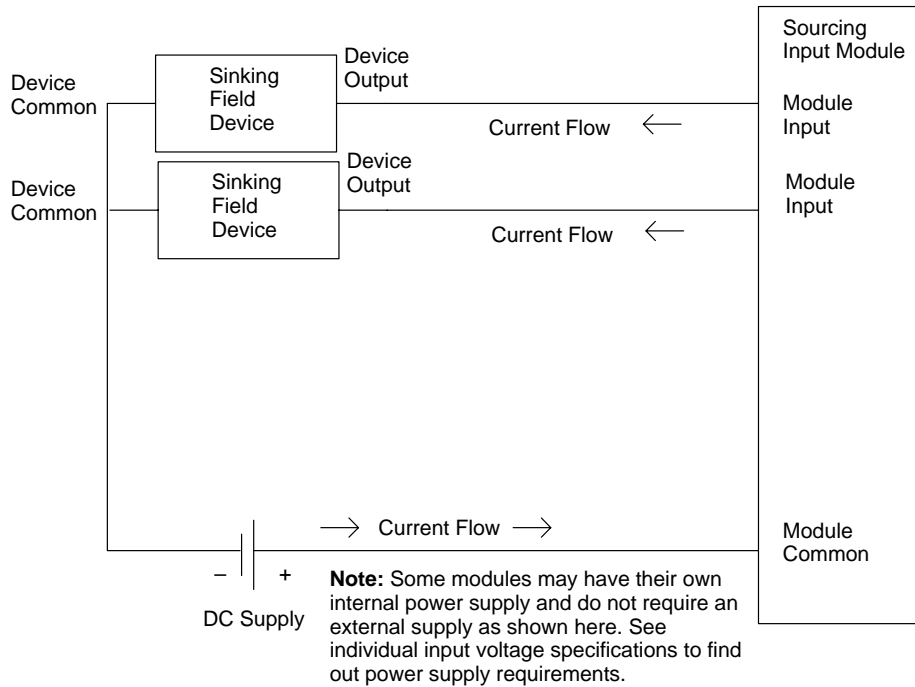 Sourcing
Input Module
Device
Common
Sinking
Field
Device
Device
Output
Module
Input
Current Flow
Device
Common
Sinking
Field
Device
Device
Output
Module
Input
Current Flow
Current Flow
Module
Common
– +
DC Supply
Note: Some modules may have their own
internal power supply and do not require an
external supply as shown here. See
individual input voltage specifications to find
out power supply requirements.